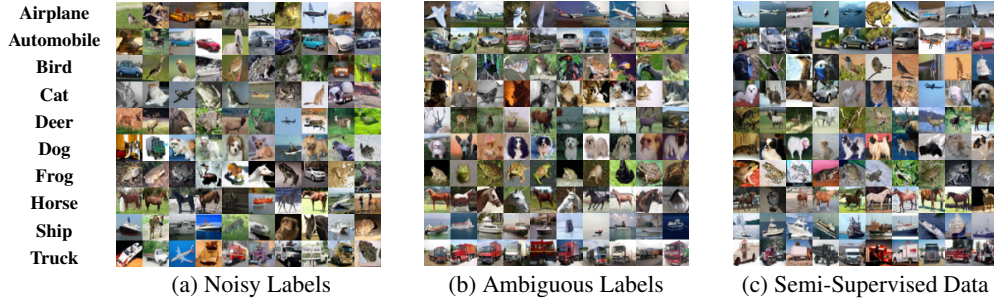 Airplane
Automobile
Bird
Cat
Deer
Dog
Frog
Horse
Ship
Truck
(a) Noisy Labels
(b) Ambiguous Labels
(c) Semi-Supervised Data